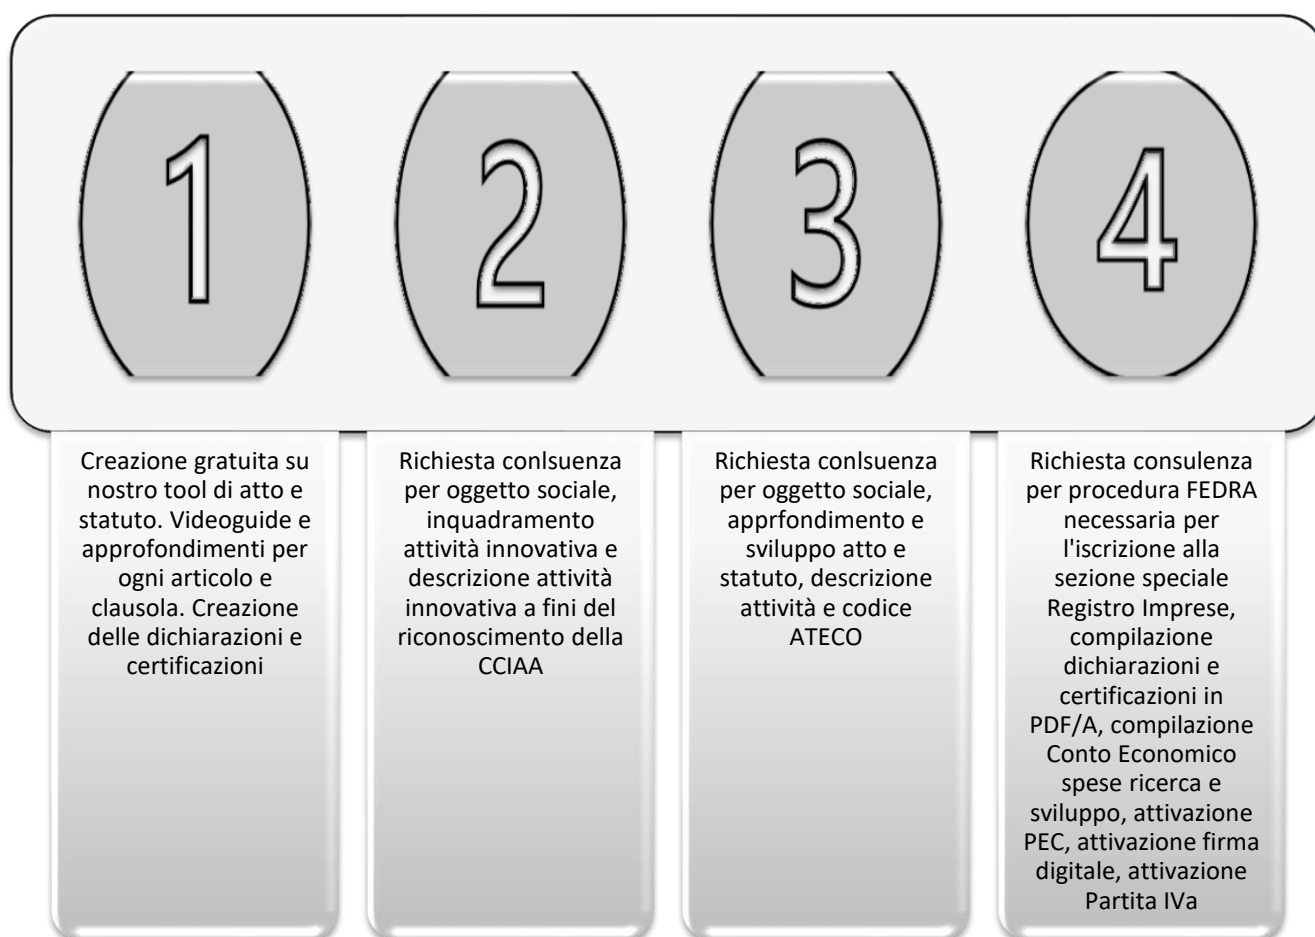 1
Creazione gratuita su
nostro tool di atto e
statuto. Videoguide e
approfondimenti per
ogni articolo e
clausola. Creazione
delle dichiarazioni e
certificazioni
2
Richiesta conlsuenza
per oggetto sociale,
inquadramento
attività innovativa e
descrizione attività
innovativa a fini del
riconoscimento della
CCIAA
3
Richiesta conlsuenza
per oggetto sociale,
apprfondimento e
sviluppo atto e
statuto, descrizione
attività e codice
ATECO
4
Richiesta consulenza
per procedura FEDRA
necessaria per
l'iscrizione alla
sezione speciale
Registro Imprese,
compilazione
dichiarazioni e
certificazioni in
PDF/A, compilazione
Conto Economico
spese ricerca e
sviluppo, attivazione
PEC, attivazione firma
digitale, attivazione
Partita IVa